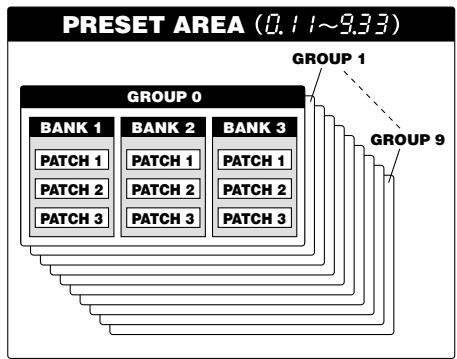 PRESET AREA (0.11~9.33)
GROUP 1
GROUP 0
GROUP 9
BANK 1 BANK 2 BANK 3
PATCH 1 PATCH 1 PATCH 1
PATCH 2 PATCH 2 PATCH 2
PATCH 3 PATCH 3 PATCH 3